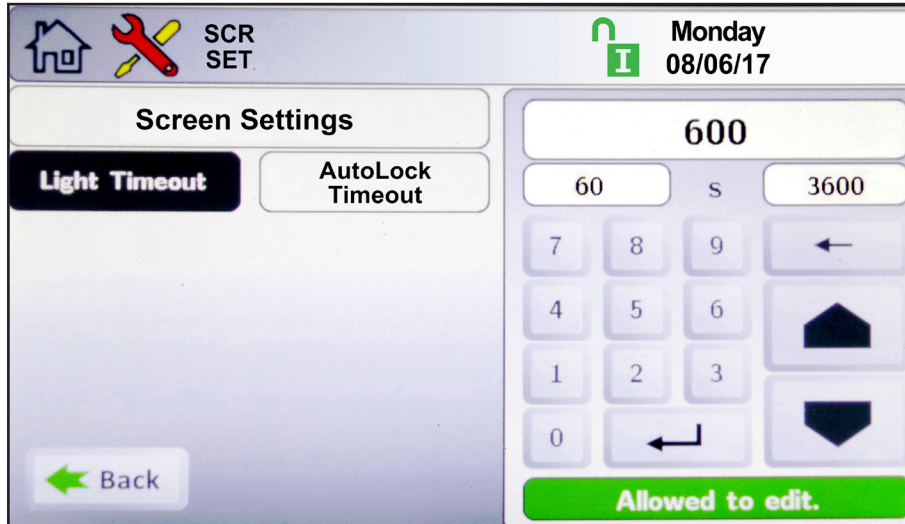 SCR
SET
I
Monday
08/06/17
Screen Settings
Light Timeout
AutoLock
Timeout
600
60 s 3600
7 8 9
4 5 6
1 2 3
0
Back
Allowed to edit.